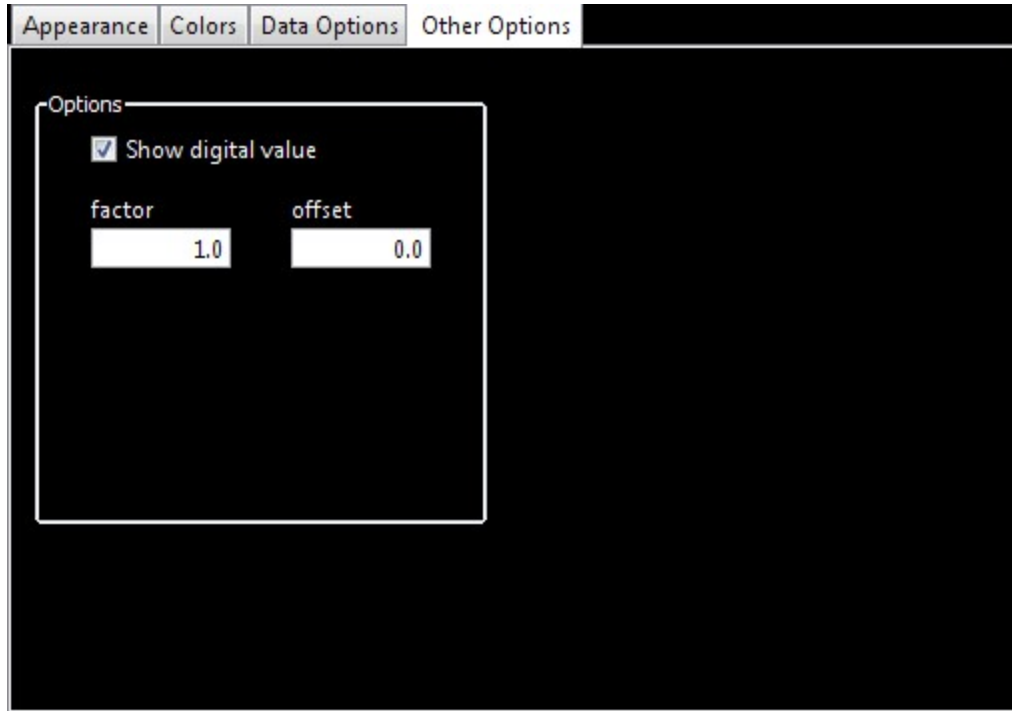 Appearance Colors Data Options Other Options
Options
Show digital value
factor offset
1.0 0.0